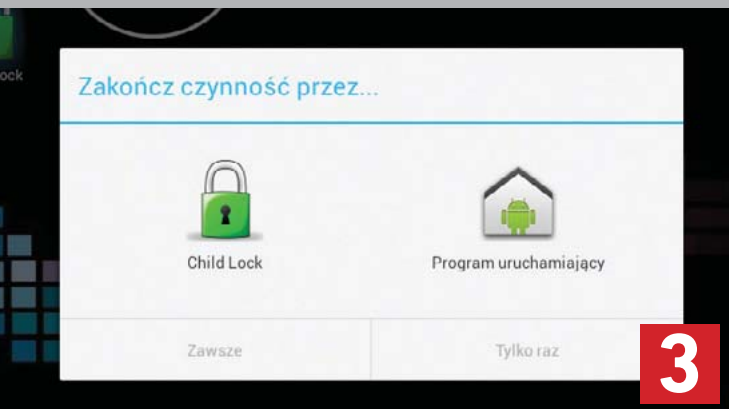 ock
Zakończ czynność przez...
Child Lock
Program uruchamiający
Zawsze
Tylko raz
3